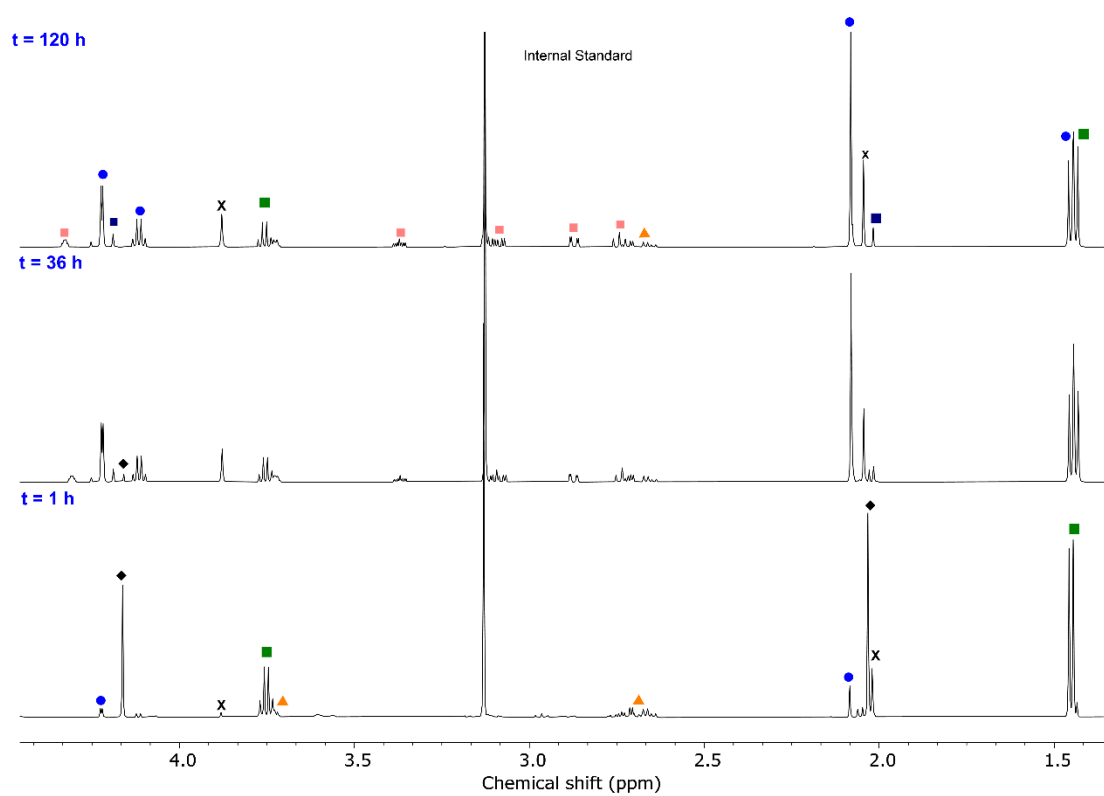 t = 120 h
Internal Standard
x
X
t = 36 h
t = 1 h
X
X
4.0 3.5 3.0 2.5 2.0 1.5
Chemical shift (ppm)